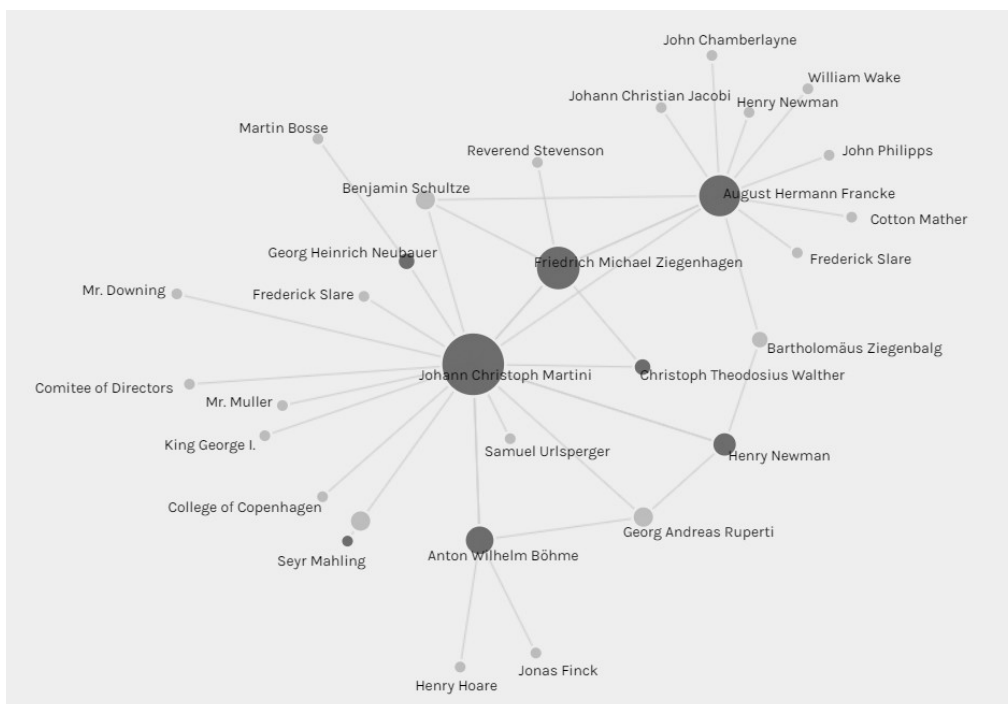 John Chamberlayne
William Wake
Johann Christian Jacobi
Henry Newman
Martin Bosse
Reverend Stevenson
John Philipps
Benjamin Schultze
August Hermann Francke
Cotton Mather
Georg Heinrich Neubauer
Friedrich Michael Ziegenhagen
Frederick Slare
Mr. Downing
Frederick Slare
Bartholomäus Ziegenbalg
Johann Christoph Martini
Christoph Theodosius Walther
Comitee of Directors
Mr. Muller
King George I.
Samuel Urlsperger
Henry Newman
College of Copenhagen
Georg Andreas Ruperti
Seyr Mahling
Anton Wilhelm Böhme
Jonas Finck
Henry Hoare